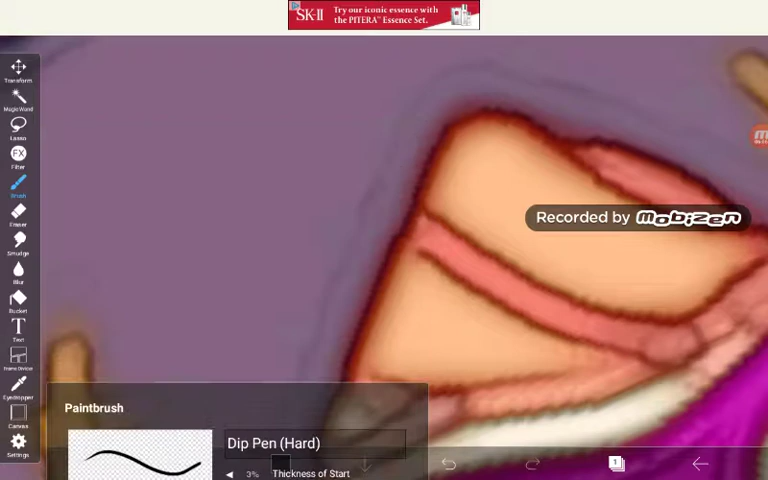 SK-II
Try our iconic essence with
the PITERA™ Essence Set.
Transform
Magic Wand
Lasso
FX
Filter
Brush
Eraser
Smudge
Blur
Bucket
T
Text
Frame Divider
Eyedropper
Canvas
Settings
Recorded by mobizen
Paintbrush
Dip Pen (Hard)
3% Thickness of Start
1